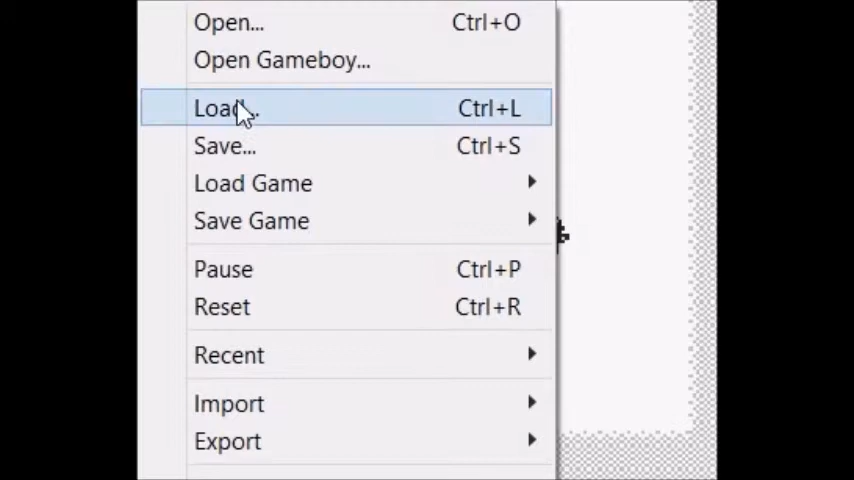 Open... Ctrl+O
Open Gameboy...
Load... Ctrl+L
Save... Ctrl+S
Load Game
Save Game
Pause Ctrl+P
Reset Ctrl+R
Recent
Import
Export